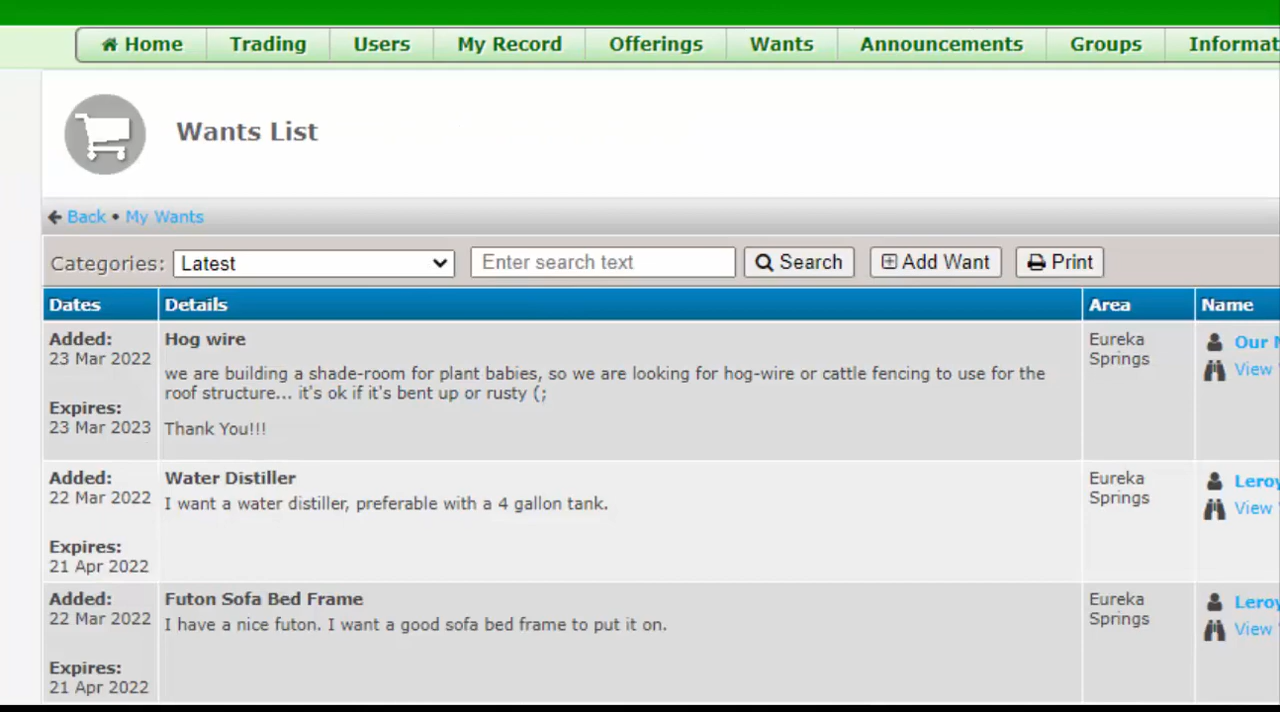 Home Trading Users My Record Offerings Wants Announcements Groups
Wants List
Back • My Wants
Categories: Latest Enter search text Search Add Want Print
Dates Details Area Name
Added:
23 Mar 2022
Expires:
23 Mar 2023
Hog wire
we are building a shade-room for plant babies, so we are looking for hog-wire or cattle fencing to use for the
roof structure... it's ok if it's bent up or rusty (;
Thank You!!!
Eureka
Springs
Our
View
Added:
22 Mar 2022
Expires:
21 Apr 2022
Water Distiller
I want a water distiller, preferable with a 4 gallon tank.
Eureka
Springs
Leroy
View
Added:
22 Mar 2022
Expires:
21 Apr 2022
Futon Sofa Bed Frame
I have a nice futon. I want a good sofa bed frame to put it on.
Eureka
Springs
Leroy
View